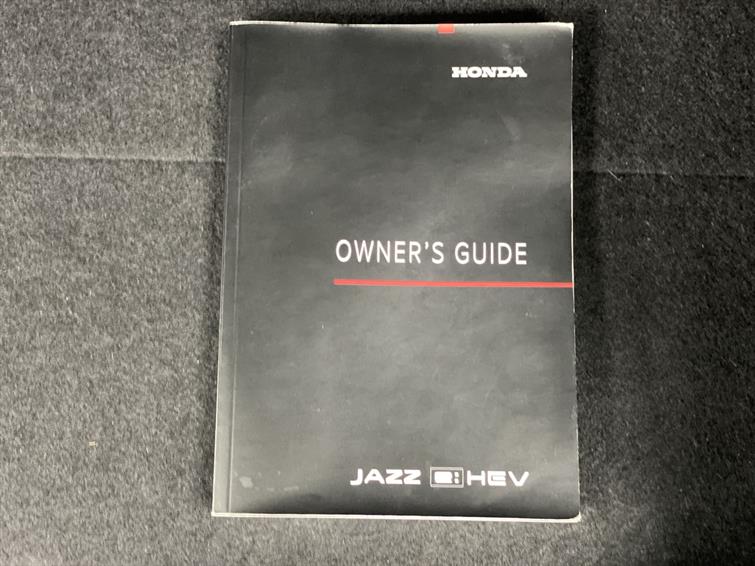 HONDA
OWNER'S GUIDE
JAZZ e: HEV